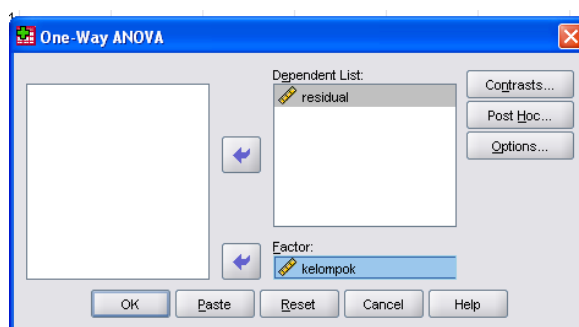 One-Way ANOVA
Dependent List:
residual
Contrasts...
Post Hoc...
Options...
Factor:
kelompok
OK Paste Reset Cancel Help